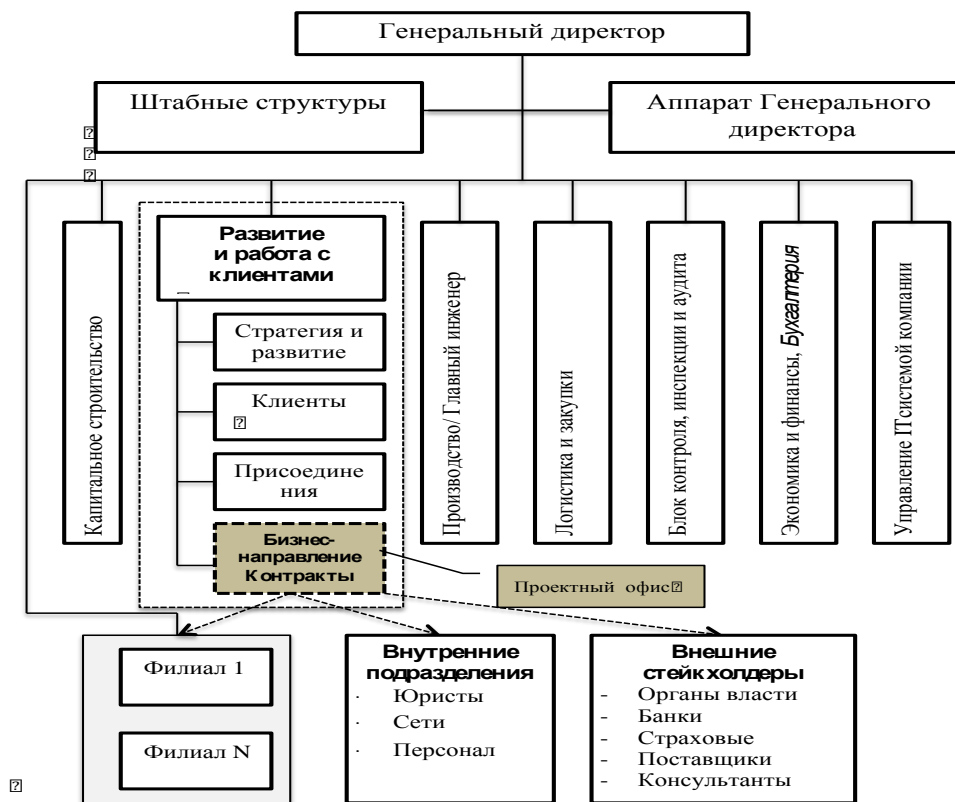 Генеральный директор
Штабные структуры
Аппарат Генерального
директора
Капитальное строительство
Развитие
и работа с
клиентами
Стратегия и
развитие
Клиенты
Присоедине
ния
Бизнес-
направление
Контракты
Проектный офис
Производство/ Главный инженер
Логистика и закупки
Блок контроля, инспекции и аудита
Экономика и финансы, Бухгалтерия
Управление ITсистемой компании
Филиал 1
Филиал N
Внутренние
подразделения
· Юристы
· Сети
· Персонал
Внешние
стейкхолдеры
- Органы власти
- Банки
- Страховые
- Поставщики
- Консультанты